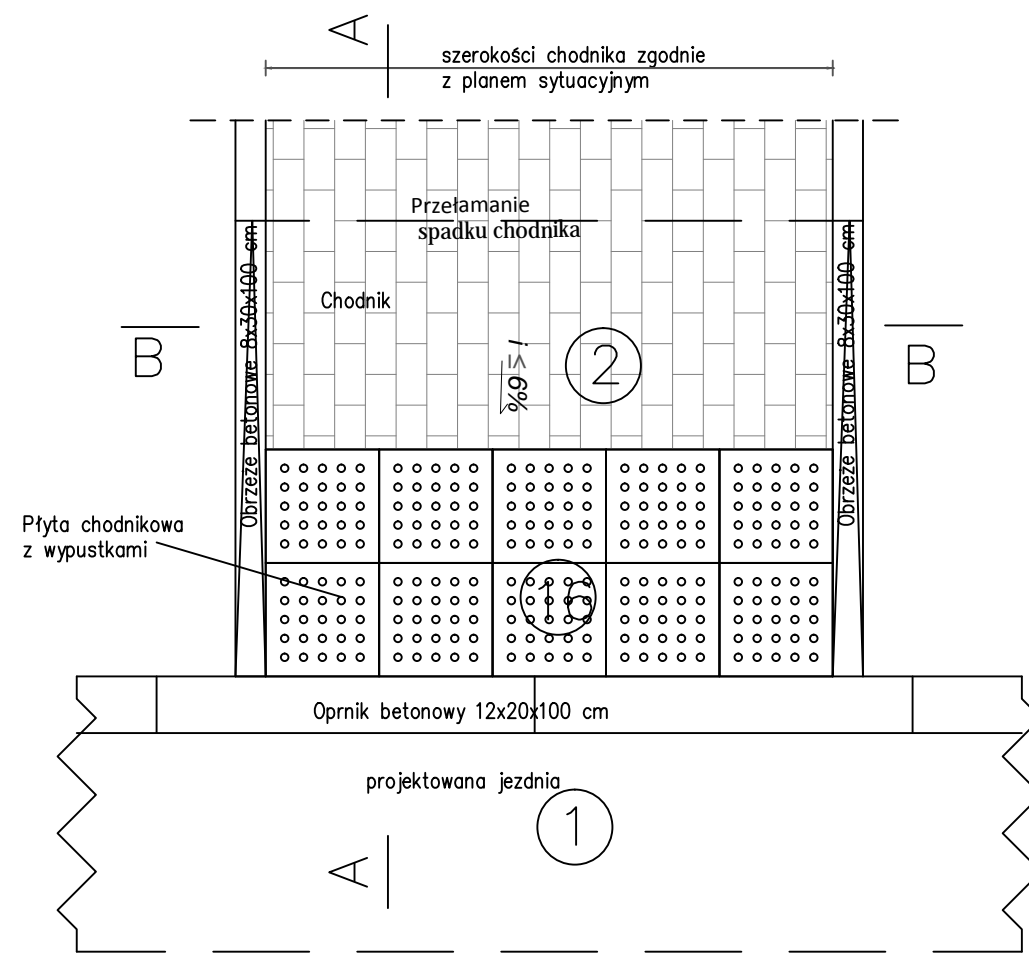 A
szerokości chodnika zgodnie
z planem sytuacyjnym
Przełamanie
spadku chodnika
Obrzeże betonowe 8x30x100 cm
Obrzeże betonowe 8x30x100 cm
Chodnik
B
B
i <= 6%
2
Płyta chodnikowa
z wypustkami
16
Oprnik betonowy 12x20x100 cm
projektowana jezdnia
1
A